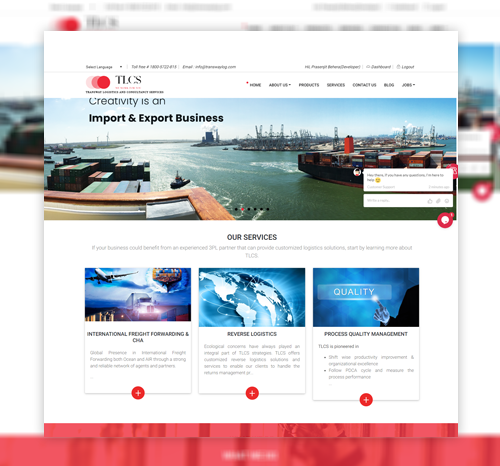 Select Language
Toll free # 1800-5722-815 | Email : info@transwaylog.com
Hi!, Prasenjit Behera(Developer) | Dashboard | Logout
TLCS
TRANSWAY LOGISTICS AND CONSULTANCY SERVICES
HOME ABOUT US PRODUCTS SERVICES CONTACT US BLOG JOBS
Creativity is an
Import & Export Business
Hey there, If you have any questions, I'm here to
help
OUR SERVICES
If your business could benefit from an experienced 3PL partner that can provide customized logistics solutions, start by learning more about
TLCS.
QUALITY
INTERNATIONAL FREIGHT FORWARDING &
CHA
Global Presence in International Freight
Forwarding both Ocean and AIR through a strong
and reliable network of agents and partners.
...
REVERSE LOGISTICS
Ecological concerns have always played an
integral part of TLCS strategies. TLCS offers
customised reverse logistics solutions and
services to enable our clients to handle the
returns management pr ...
PROCESS QUALITY MANAGEMENT
TLCS is pioneered in
Shift wise productivity improvement &
organizational excellence.
Follow PDCA cycle and measure the
process performance
...